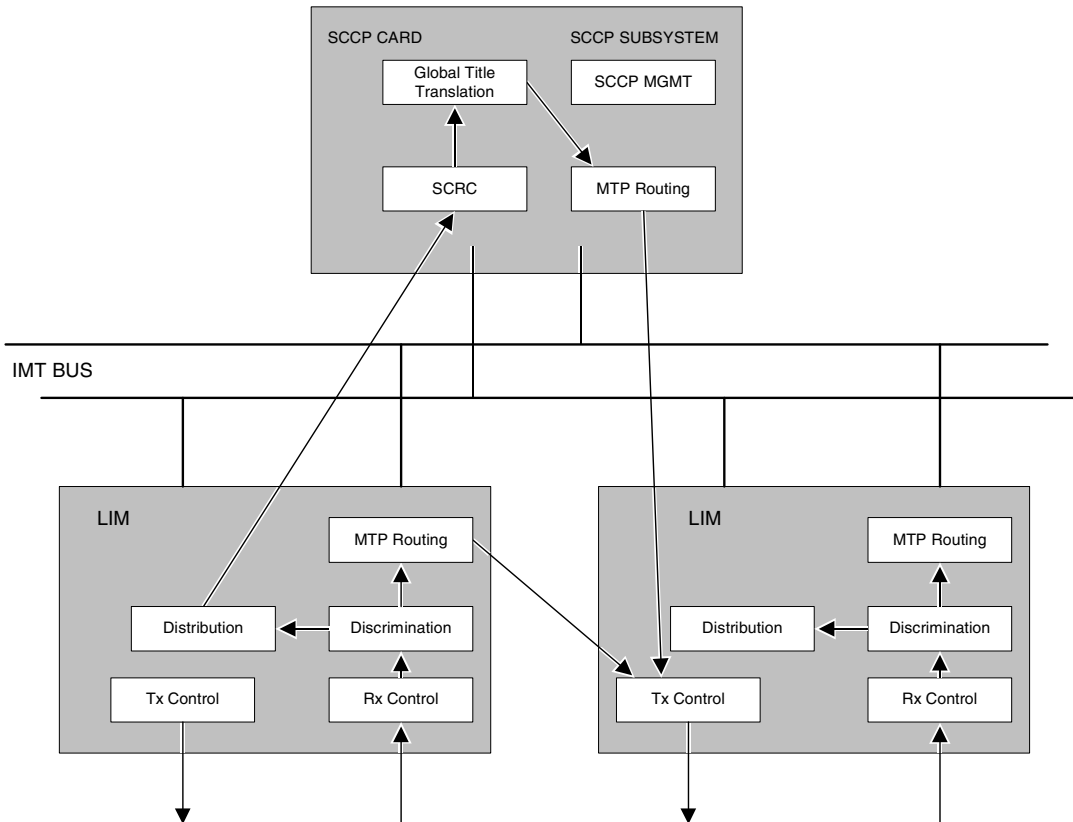 SCCP CARD
SCCP SUBSYSTEM
Global Title
Translation
SCCP MGMT
SCRC
MTP Routing
IMT BUS
LIM
MTP Routing
Distribution
Discrimination
Tx Control
Rx Control
LIM
MTP Routing
Distribution
Discrimination
Tx Control
Rx Control